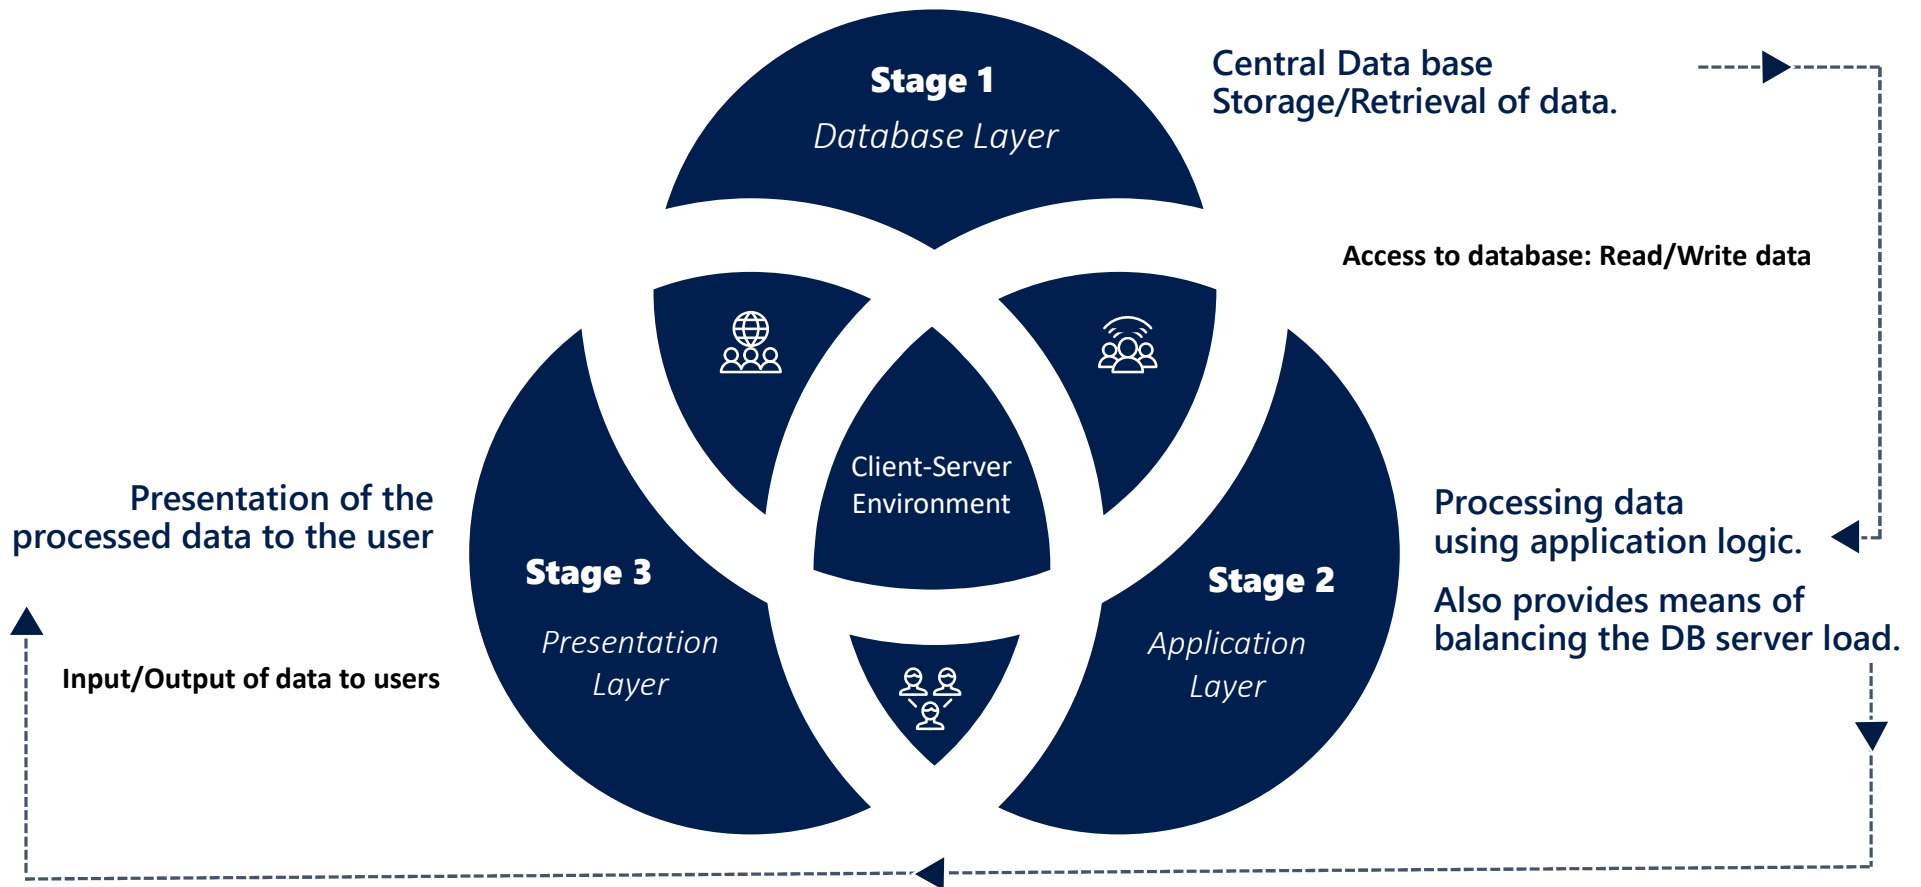 Stage 1
Database Layer
Central Data base
Storage/Retrieval of data.
Access to database: Read/Write data
Client-Server
Environment
Presentation of the
processed data to the user
Processing data
using application logic.
Also provides means of
balancing the DB server load.
Stage 3
Presentation
Layer
Stage 2
Application
Layer
Input/Output of data to users